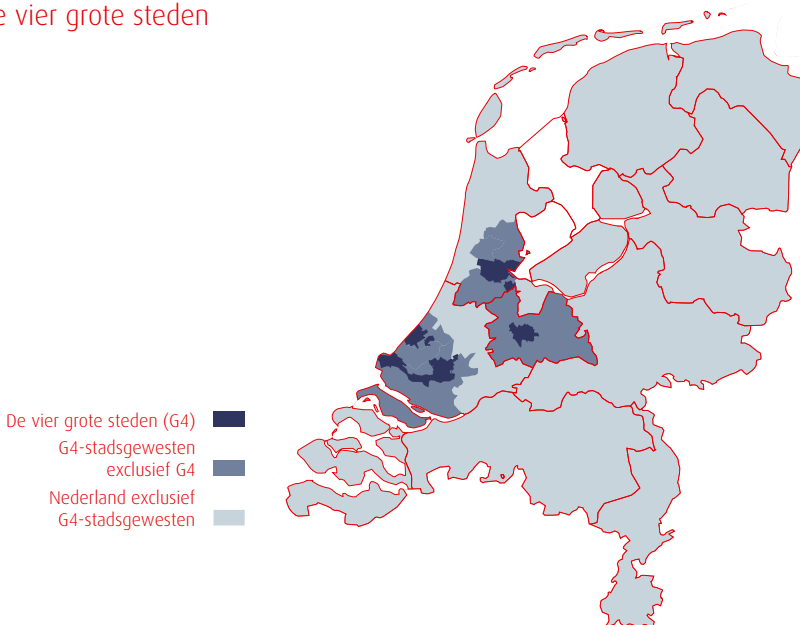 e vier grote steden
De vier grote steden (G4)
G4-stadsgewesten
exclusief G4
Nederland exclusief
G4-stadsgewesten